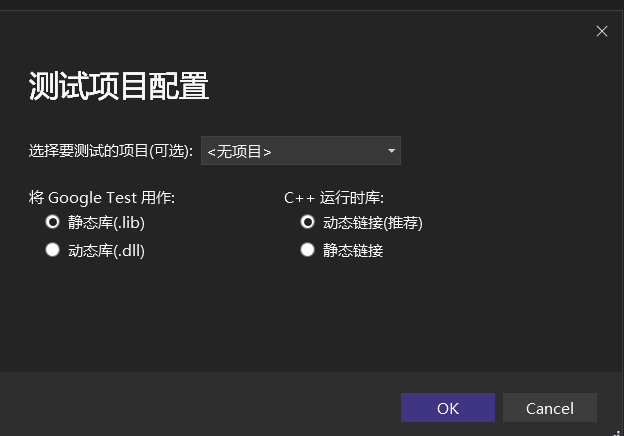 测试项目配置
选择要测试的项目(可选): <无项目>
将 Google Test 用作:
静态库(.lib)
动态库(.dll)
C++ 运行时库:
动态链接(推荐)
静态链接
OK
Cancel